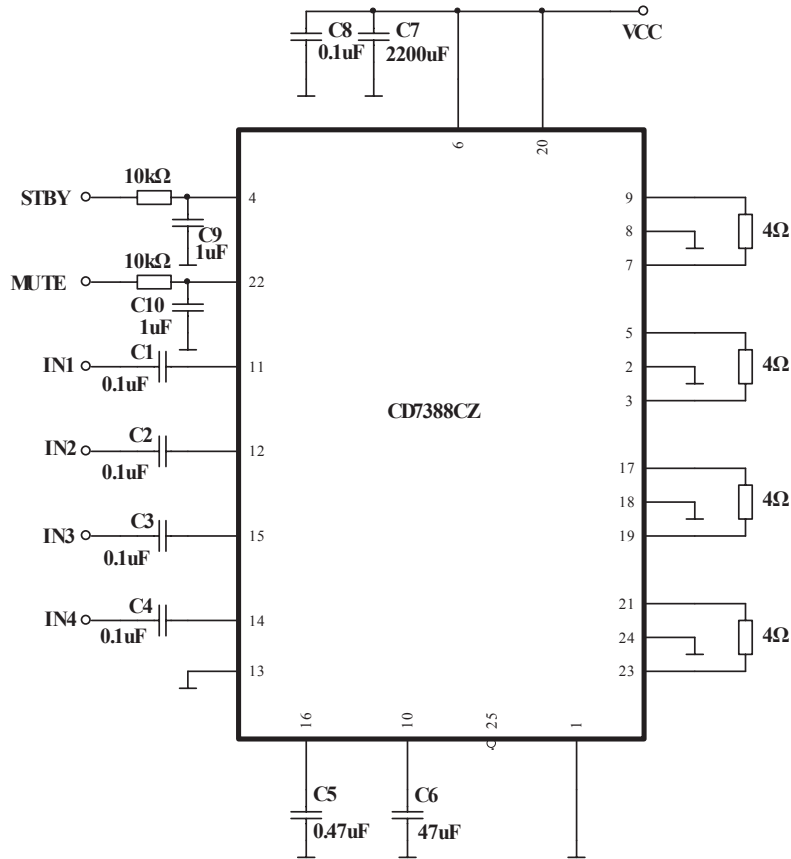 C8
0.1uF
C7
2200uF
VCC
6
20
STBY
10kΩ
4
C9
1uF
MUTE
10kΩ
22
C10
1uF
IN1
C1
0.1uF
11
IN2
C2
0.1uF
12
IN3
C3
0.1uF
15
IN4
C4
0.1uF
14
13
CD7388CZ
9
8
7
4Ω
5
2
3
4Ω
17
18
19
4Ω
21
24
23
4Ω
16
10
25
1
C5
0.47uF
C6
47uF